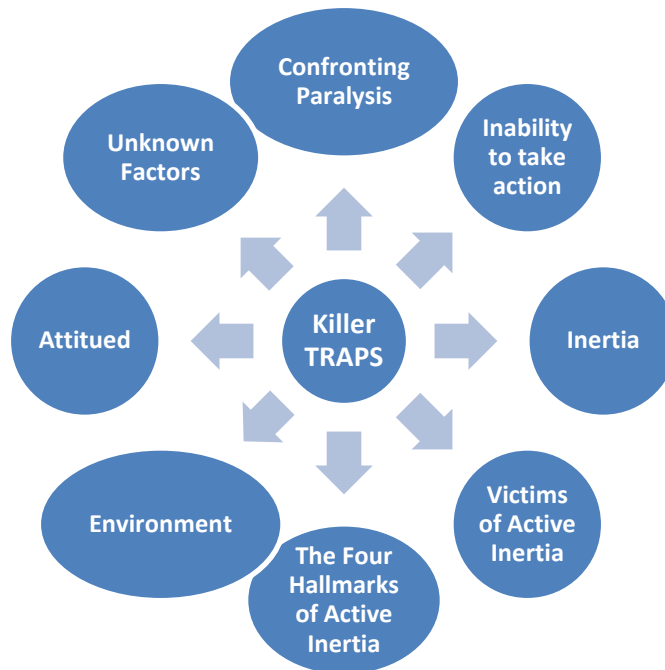 Confronting
Paralysis
Inability
to take
action
Inertia
Victims
of Active
Inertia
The Four
Hallmarks
of Active
Inertia
Environment
Attitued
Unknown
Factors
Killer
TRAPS